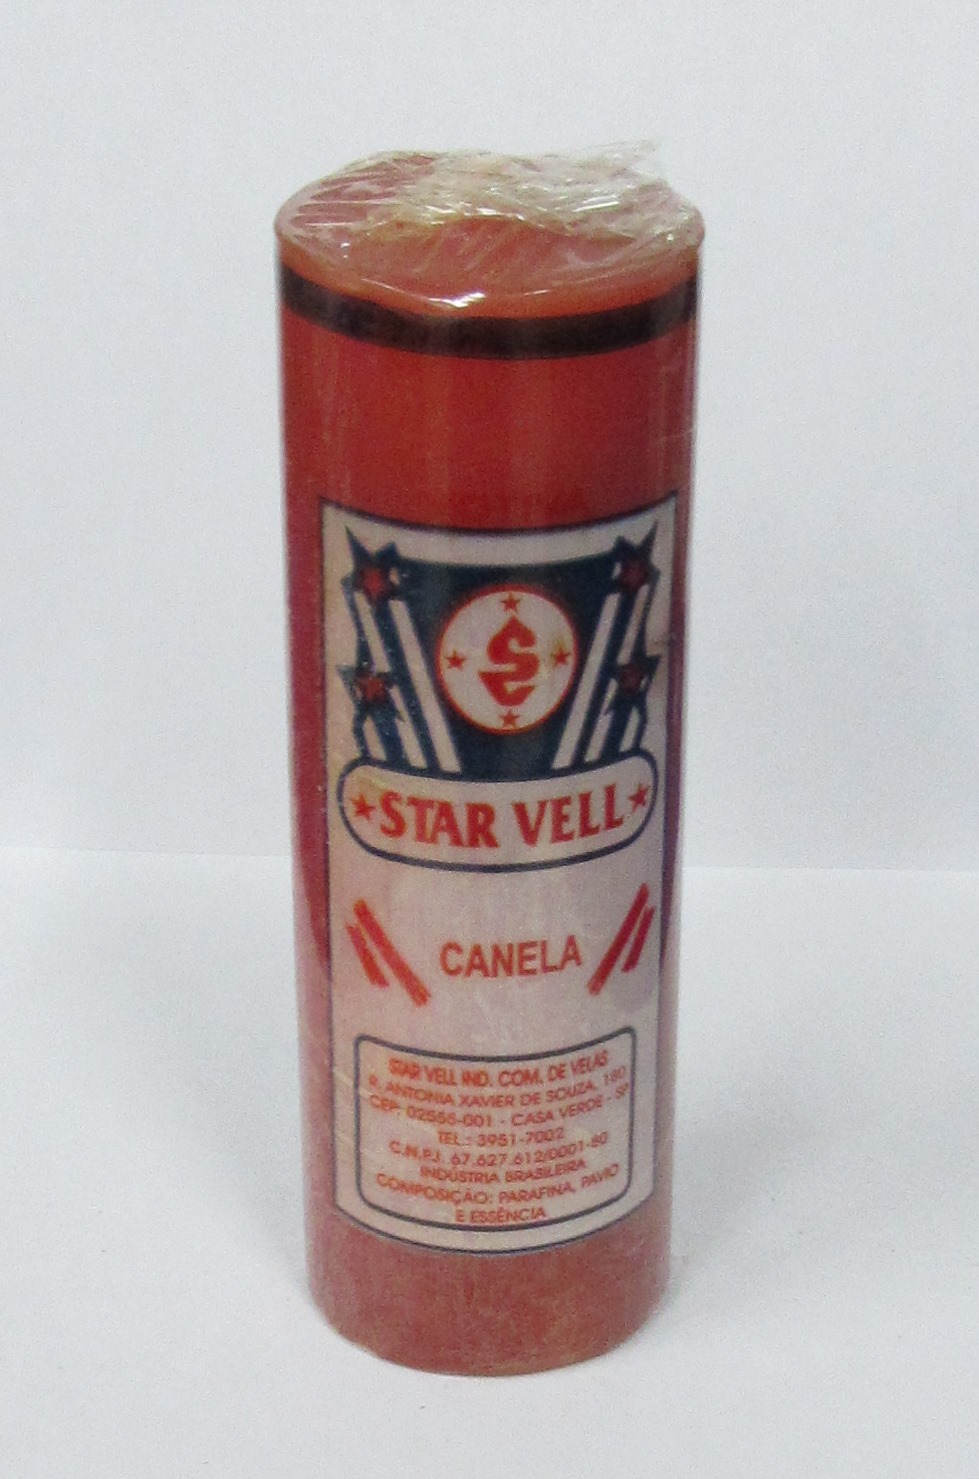 STAR VELL
CANELA
STAR VELL IND. COM. DE VELAS
R. ANTONIA XAVIER DE SOUZA, 180
CEP: 02555-001 - CASA VERDE - SP
TEL.: 3951-7002
C.N.P.J. 67.627.612/0001-80
INDÚSTRIA BRASILEIRA
COMPOSIÇÃO: PARAFINA, PAVIO
E ESSÊNCIA